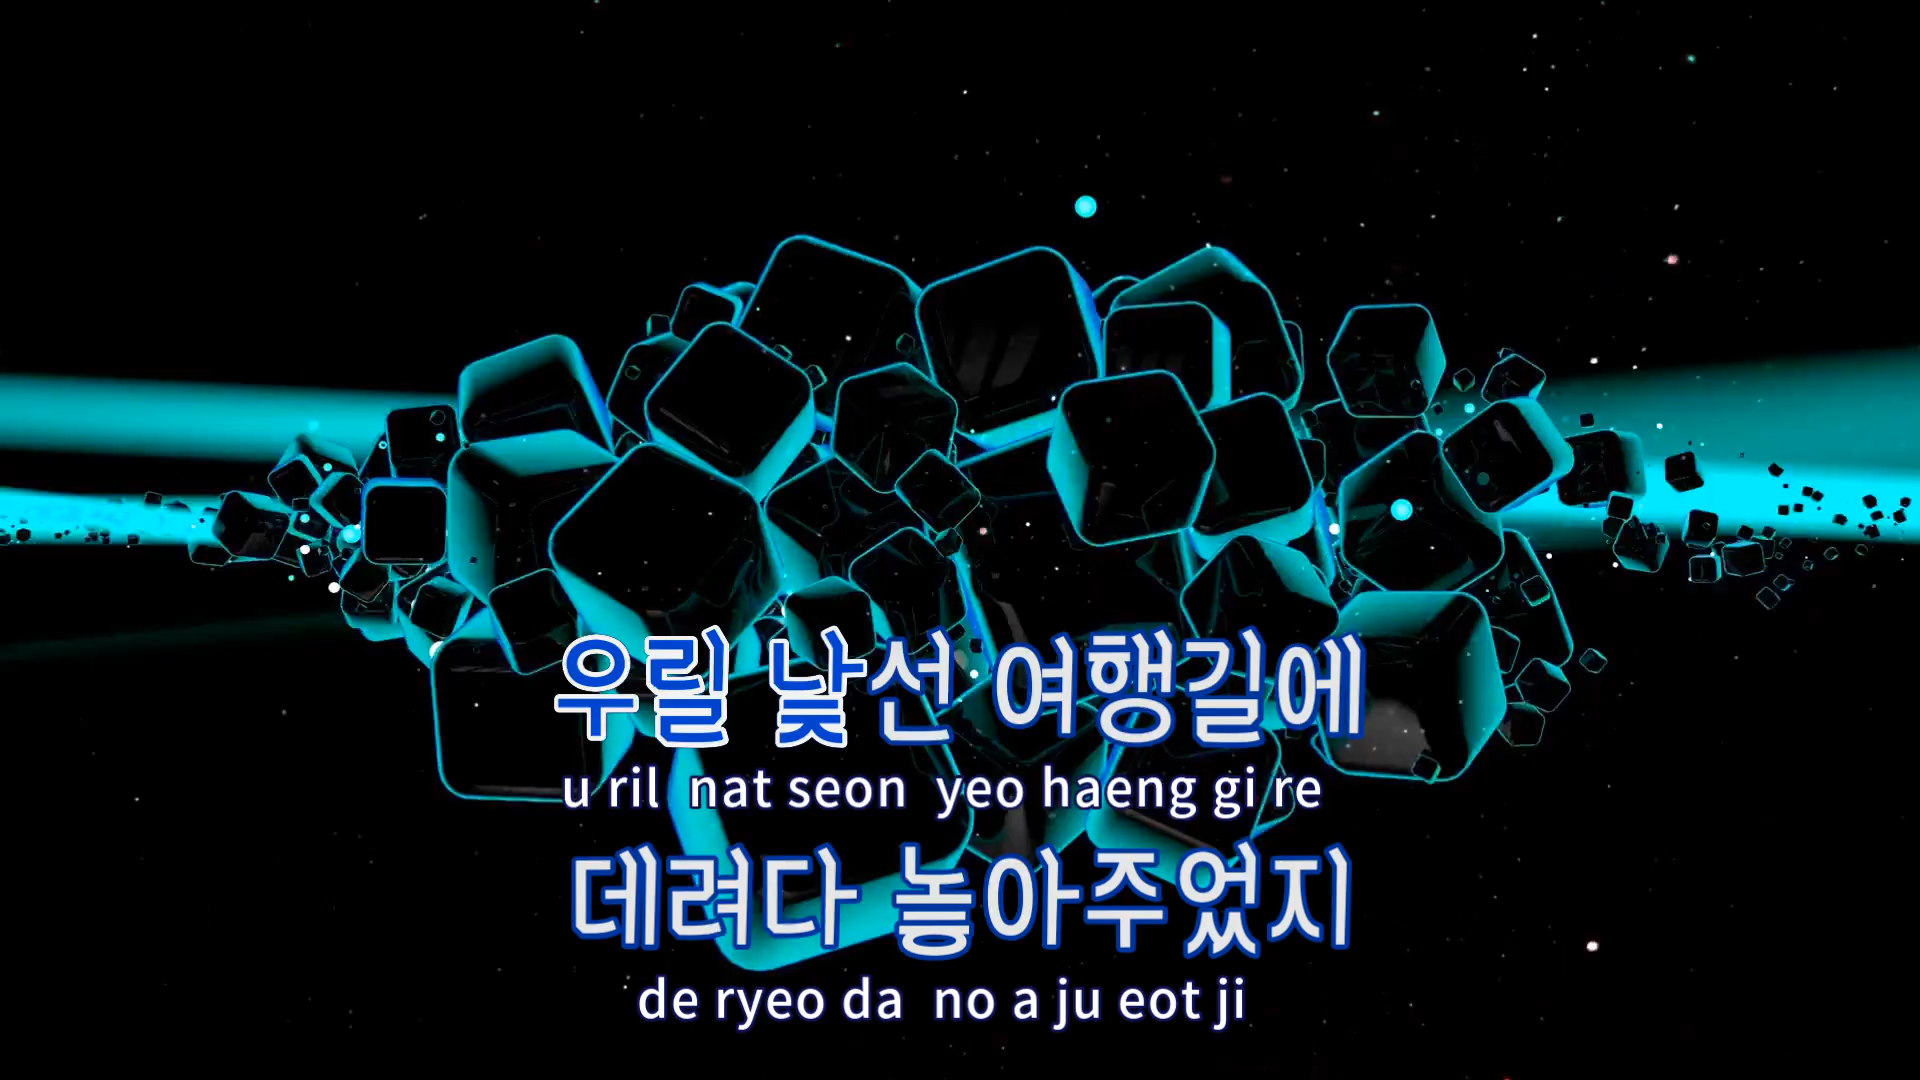 우릴 낯선 여행길에
u ril nat seon yeo haeng gi re
데려다 놓아주었지
de ryeo da no a ju eot ji